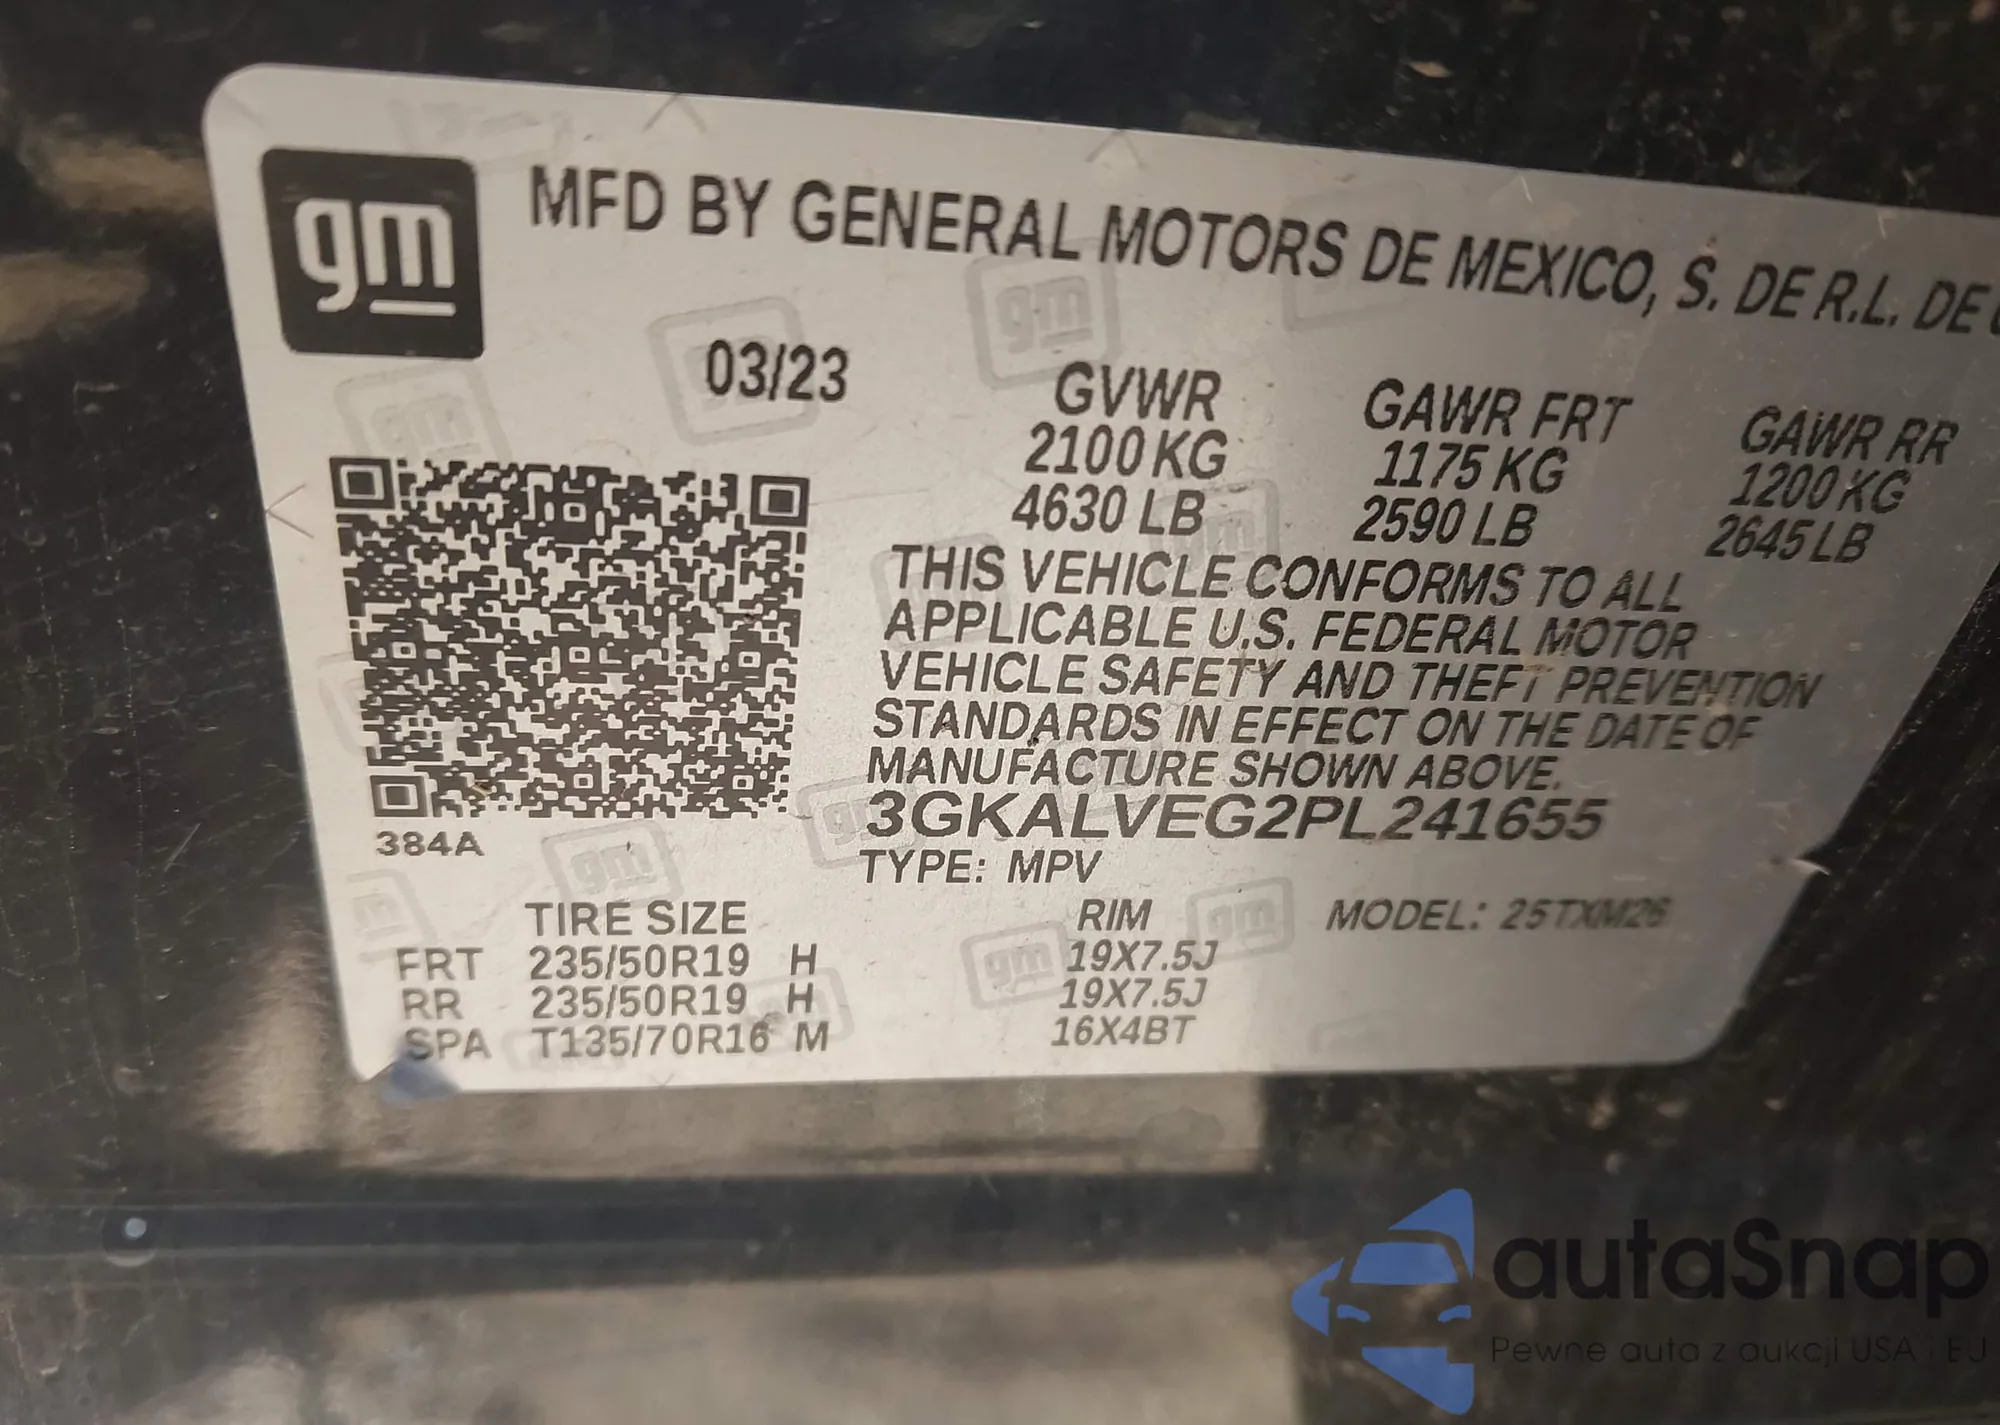 gm
MFD BY GENERAL MOTORS DE MEXICO, S. DE R.L. DE
03/23
GVWR GAWR FRT GAWR RR
2100 KG 1175 KG 1200 KG
4630 LB 2590 LB 2645 LB
THIS VEHICLE CONFORMS TO ALL
APPLICABLE U.S. FEDERAL MOTOR
VEHICLE SAFETY AND THEFT PREVENTION
STANDARDS IN EFFECT ON THE DATE OF
MANUFACTURE SHOWN ABOVE.
3GKALVEG2PL241655
384A
TYPE: MPV
TIRE SIZE RIM MODEL: 25TXM26
FRT 235/50R19 H 19X7.5J
RR 235/50R19 H 19X7.5J
SPA T135/70R16 M 16X4BT
autaSnap
Pewne auta z aukcji USA i EU